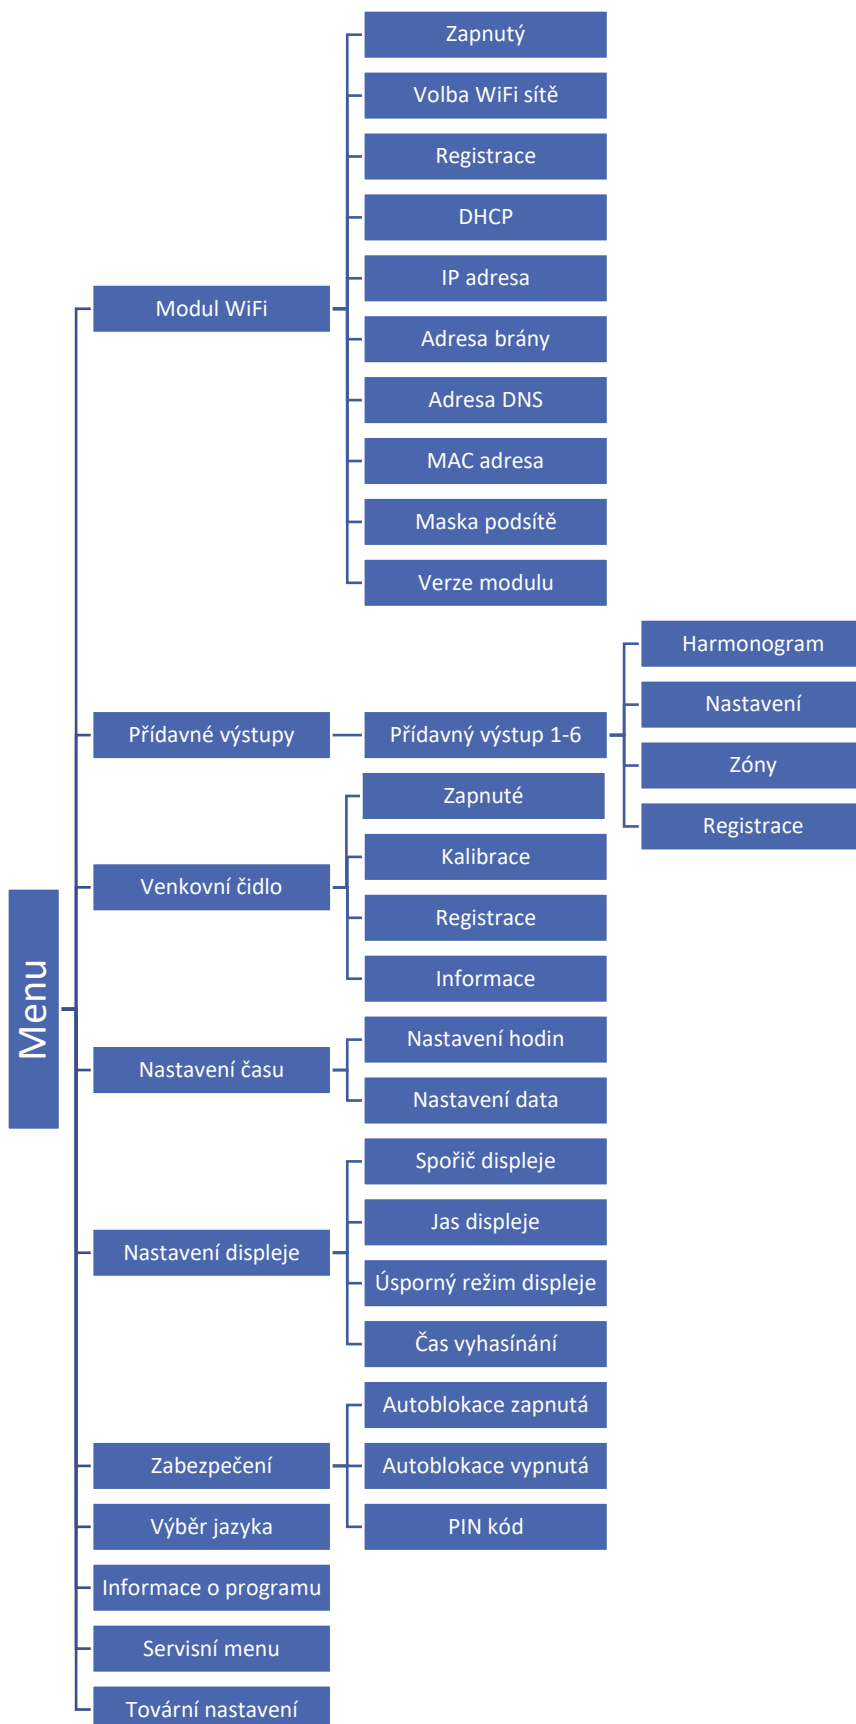 Menu
Modul WiFi
Zapnutý
Volba WiFi sítě
Registrace
DHCP
IP adresa
Adresa brány
Adresa DNS
MAC adresa
Maska podsítě
Verze modulu
Přídavné výstupy
Přídavný výstup 1-6
Harmonogram
Nastavení
Zóny
Registrace
Venkovní čidlo
Zapnuté
Kalibrace
Registrace
Informace
Nastavení času
Nastavení hodin
Nastavení data
Nastavení displeje
Spořič displeje
Jas displeje
Úsporný režim displeje
Čas vyhasínání
Zabezpečení
Autoblokace zapnutá
Autoblokace vypnutá
PIN kód
Výběr jazyka
Informace o programu
Servisní menu
Tovární nastavení